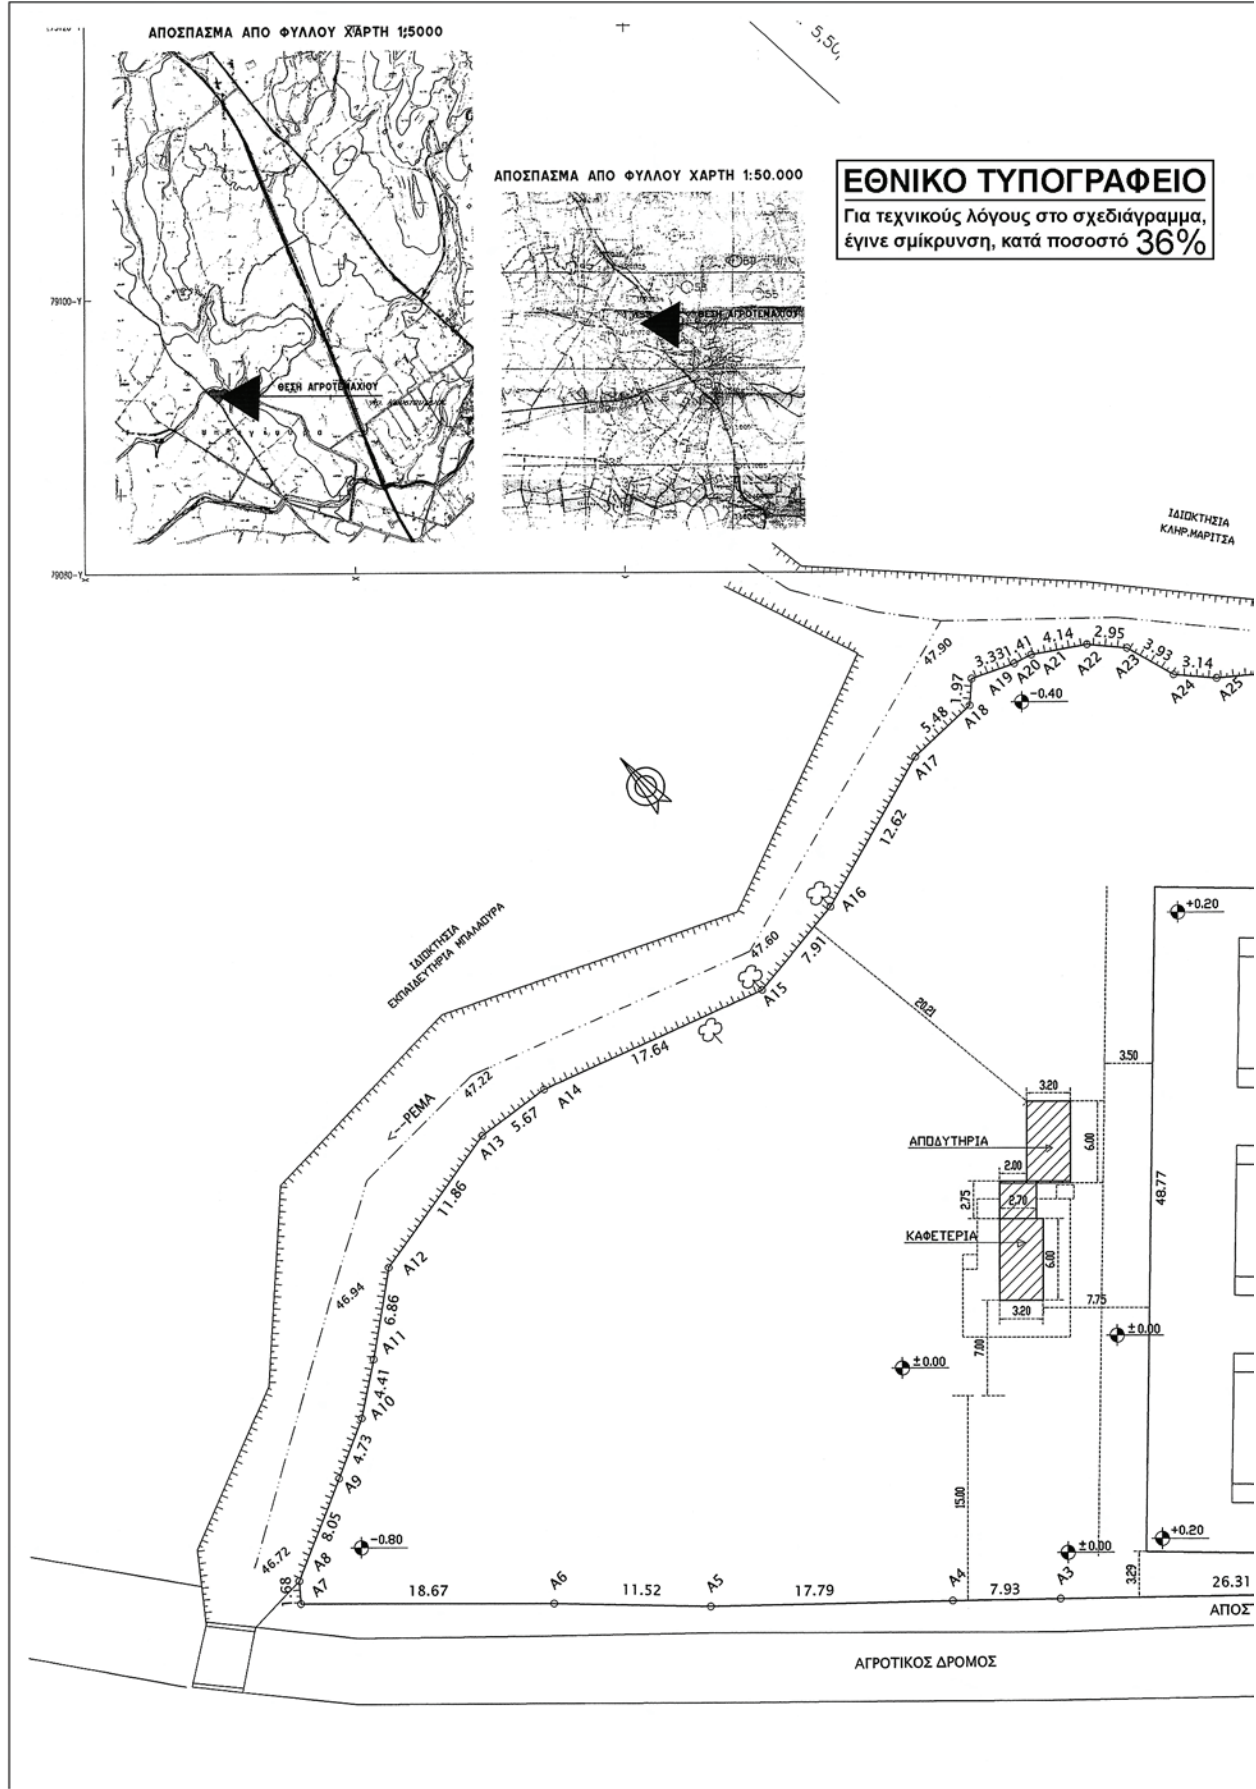 ΑΠΟΣΠΑΣΜΑ ΑΠΟ ΦΥΛΛΟΥ ΧΑΡΤΗ 1:5000
5,50
ΑΠΟΣΠΑΣΜΑ ΑΠΟ ΦΥΛΛΟΥ ΧΑΡΤΗ 1:50.000
ΕΘΝΙΚΟ ΤΥΠΟΓΡΑΦΕΙΟ
Για τεχνικούς λόγους στο σχεδιάγραμμα,
έγινε σμίκρυνση, κατά ποσοστό 36%
79100-Y
ΘΕΣΗ ΑΓΡΟΤΕΜΑΧΙΟΥ
ΘΕΣΗ ΑΓΡΟΤΕΜΑΧΙΟΥ
79080-Y
ΙΔΙΟΚΤΗΣΙΑ
ΚΛΗΡ.ΜΑΡΙΤΣΑ
47.90
1.97
3.33
1.41
4.14
2.95
3.93
3.14
A18
A19
A20
A21
A22
A23
A24
A25
-0.40
5.48
A17
12.62
A16
+0.20
ΙΔΙΟΚΤΗΣΙΑ
ΕΚΠΑΙΔΕΥΤΗΡΙΑ ΜΠΑΛΑΟΥΡΑ
47.60
7.91
A15
20.21
17.64
3.50
47.22
A14
3.20
ΡΕΜΑ
5.67
A13
ΑΠΟΔΥΤΗΡΙΑ
6.00
2.00
11.86
2.75
2.70
48.77
ΚΑΦΕΤΕΡΙΑ
A12
6.00
46.94
6.86
3.20
7.75
A11
7.00
±0.00
±0.00
4.41
A10
4.73
A9
15.00
8.05
-0.80
+0.20
46.72
A8
±0.00
3.29
1.68
A7
18.67
A6
11.52
A5
17.79
A4
7.93
A3
26.31
ΑΠΟΣΤ
ΑΓΡΟΤΙΚΟΣ ΔΡΟΜΟΣ